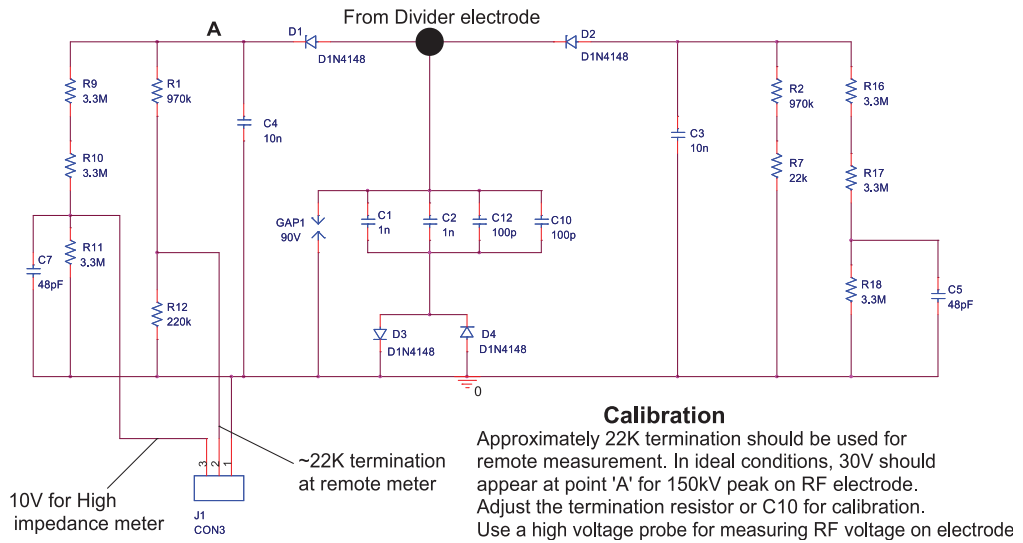 From Divider electrode
A
D1
D1N4148
D2
D1N4148
R9
3.3M
R1
970k
C4
10n
R10
3.3M
C7
48pF
R11
3.3M
R12
220k
GAP1
90V
C1
1n
C2
1n
C12
100p
C10
100p
D3
D1N4148
D4
D1N4148
0
C3
10n
R2
970k
R7
22k
R16
3.3M
R17
3.3M
R18
3.3M
C5
48pF
3
2
1
J1
CON3
10V for High
impedance meter
~22K termination
at remote meter
Calibration
Approximately 22K termination should be used for
remote measurement. In ideal conditions, 30V should
appear at point 'A' for 150kV peak on RF electrode.
Adjust the termination resistor or C10 for calibration.
Use a high voltage probe for measuring RF voltage on electrode